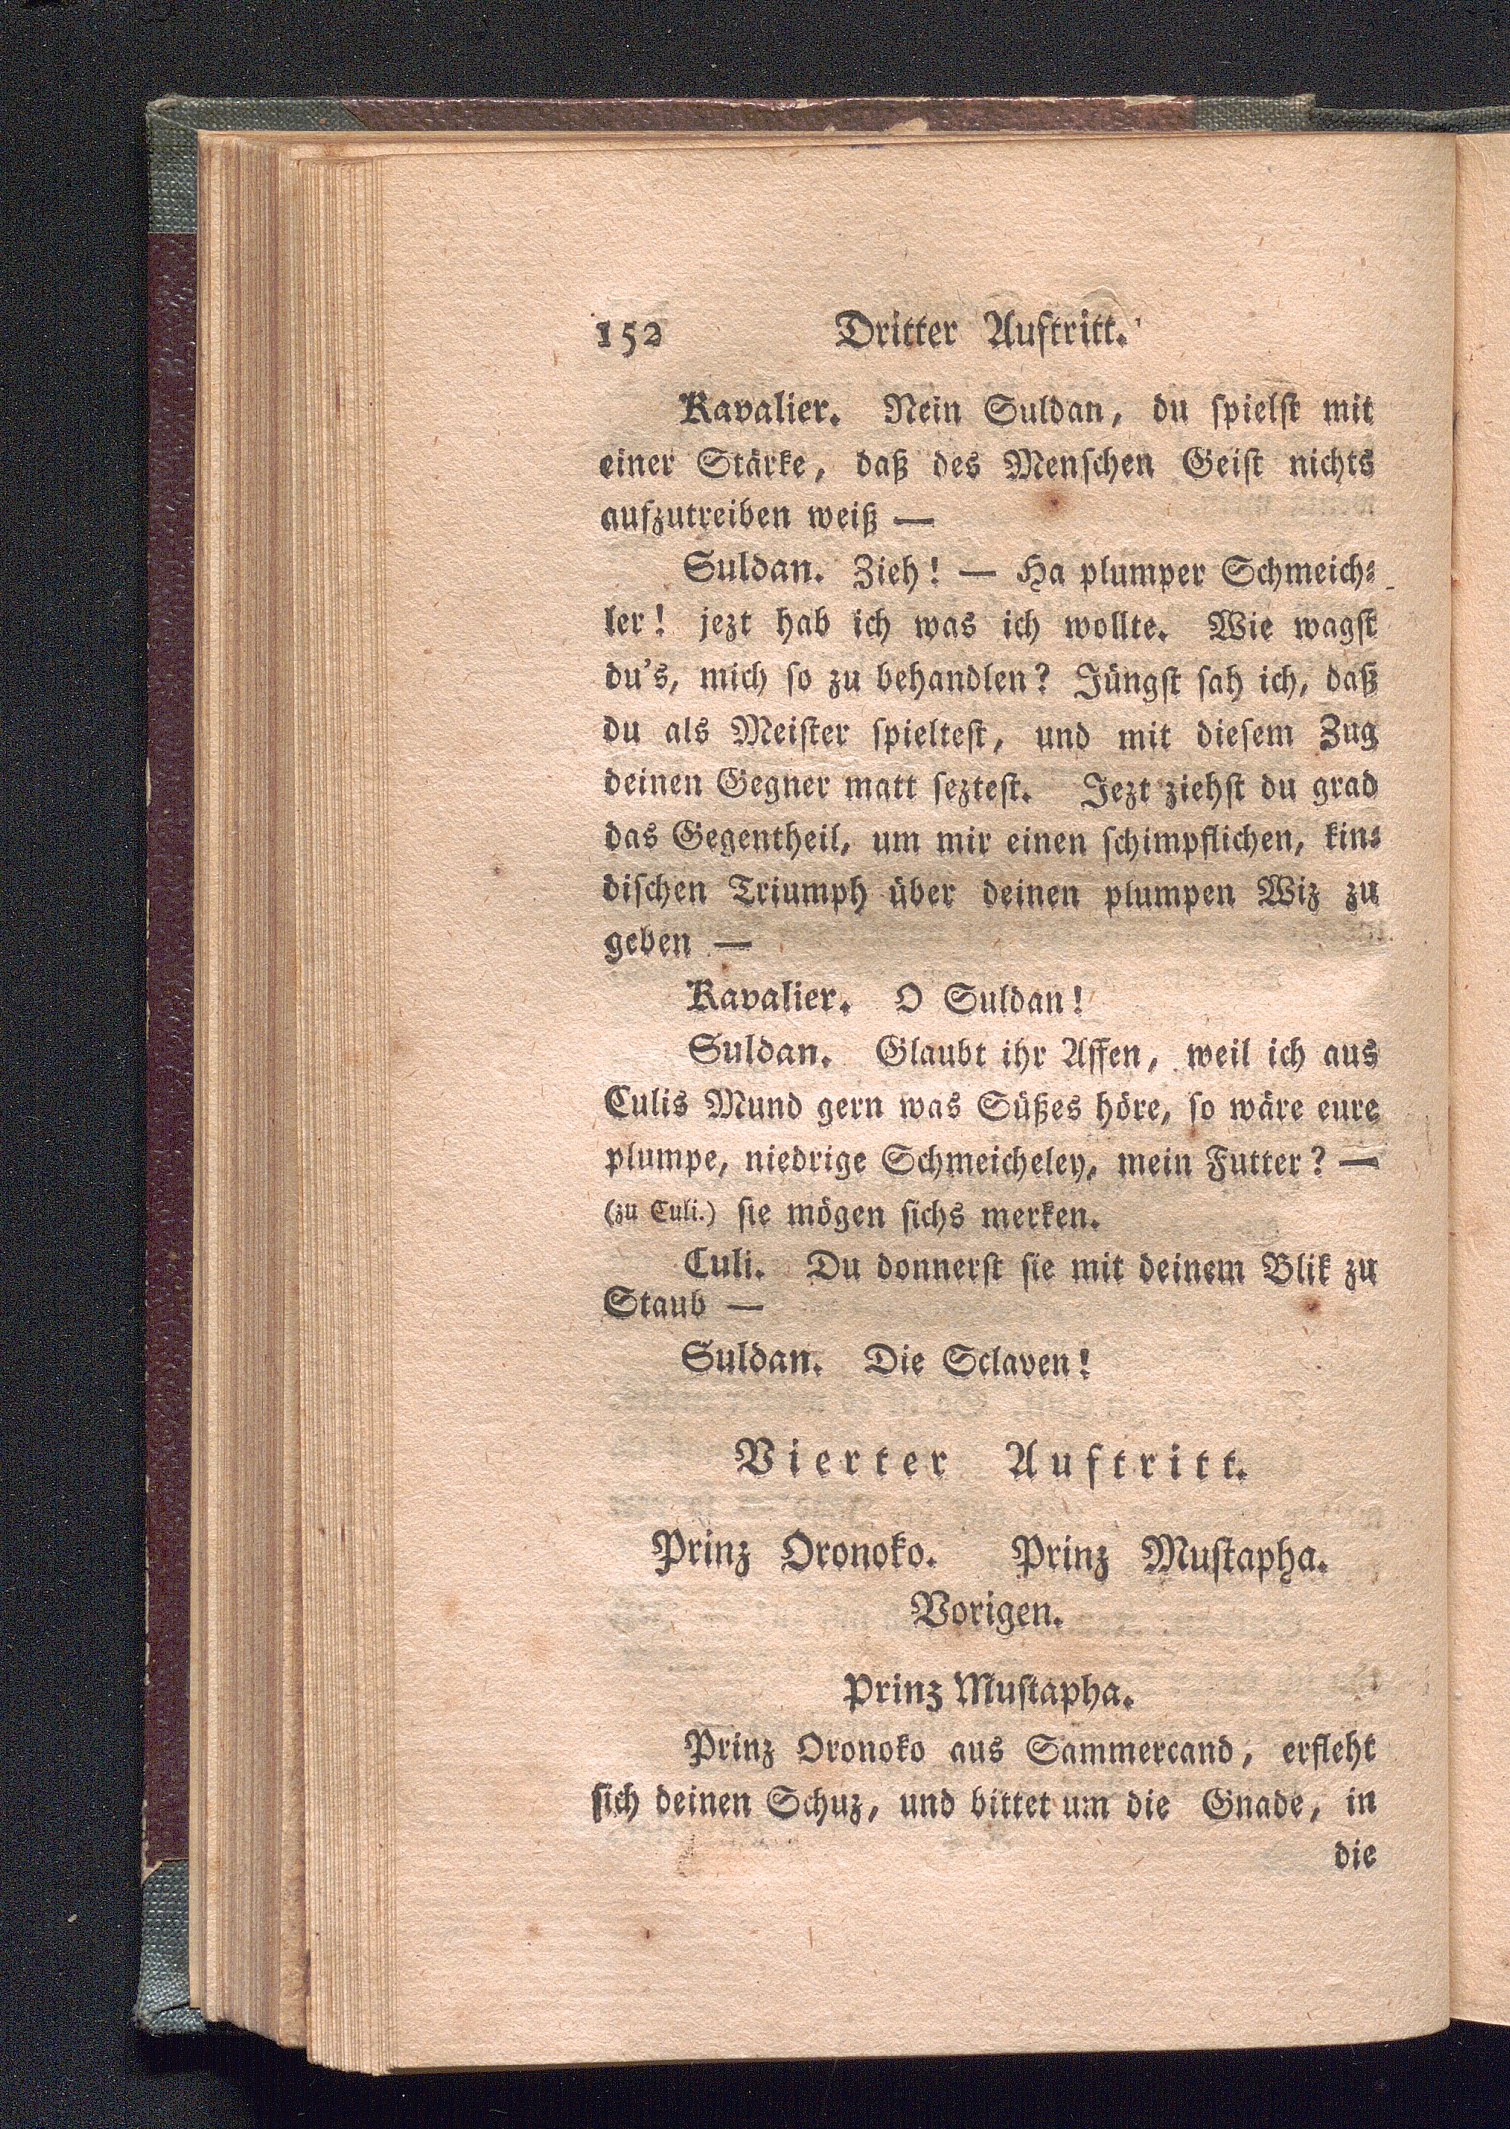 152 Dritter Auftritt.
Kavalier. Nein Suldan, du ſpielſt mit
einer Stärke, daß des Menſchen Geiſt nichts
aufzutreiben weiß —
Suldan. Zieh! — Ha plumper Schmeich⸗
ler! jezt hab ich was ich wollte. Wie wagſt
du's, mich ſo zu behandlen? Jüngſt ſah ich, daß
du als Meiſter ſpielteſt, und mit dieſem Zug
deinen Gegner matt ſezteſt. Jezt ziehſt du grad
das Gegentheil, um mir einen ſchimpflichen, kin⸗
diſchen Triumph über deinen plumpen Wiz zu
geben —
Kavalier. O Suldan!
Suldan. Glaubt ihr Affen, weil ich aus
Culis Mund gern was Süßes höre, ſo wäre eure
plumpe, niedrige Schmeicheley, mein Futter? —
(zu Culi.) ſie mögen ſichs merken.
Culi. Du donnerſt ſie mit deinem Blik zu
Staub —
Suldan. Die Sclaven!
Vierter Auftritt.
Prinz Oronoko. Prinz Muſtapha.
Vorigen.
Prinz Muſtapha.
Prinz Oronoko aus Sammercand, erfleht
ſich deinen Schuz, und bittet um die Gnade, in
die